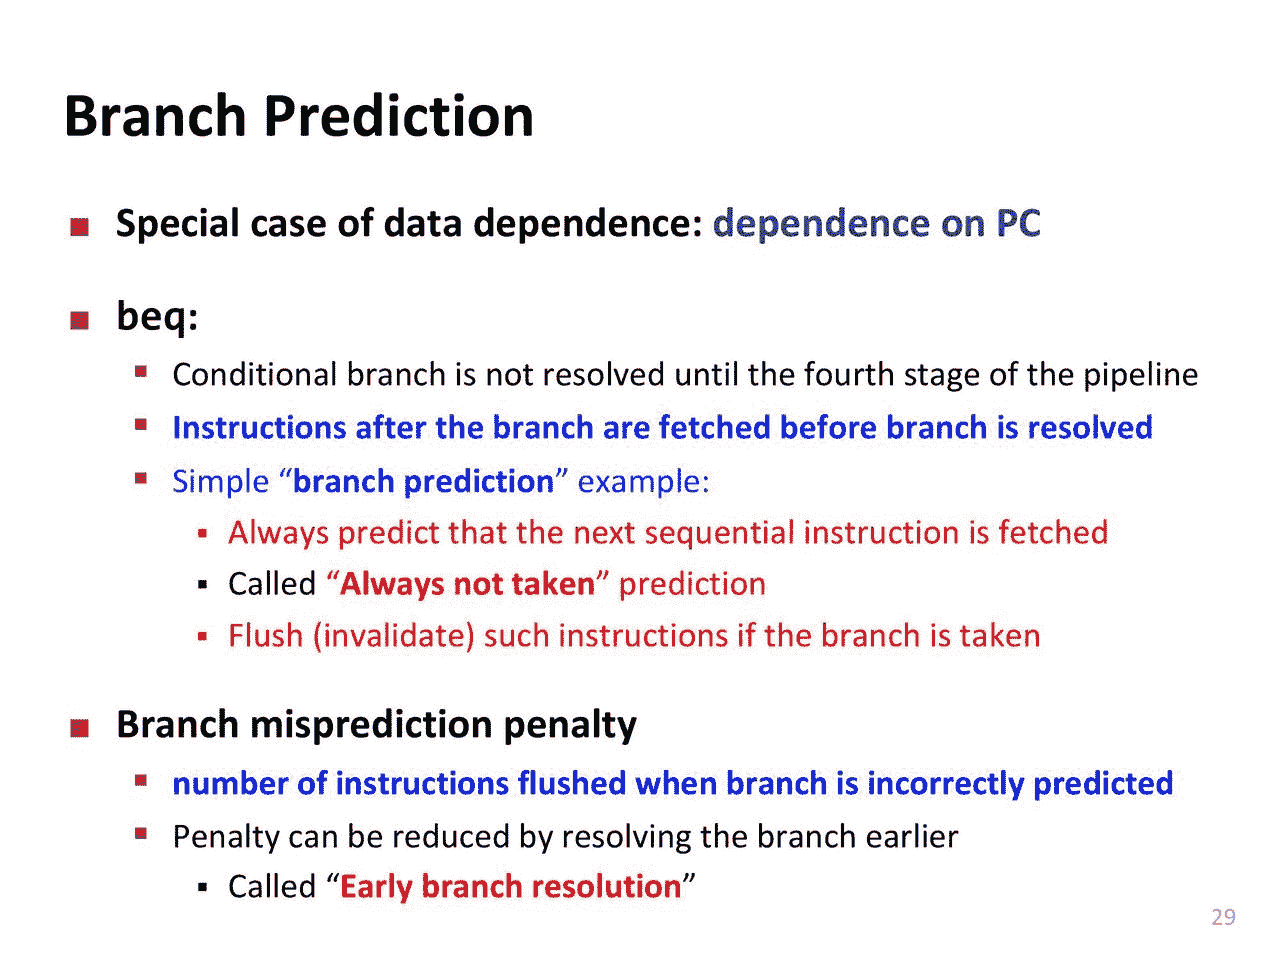 Branch Prediction
Special case of data dependence: dependence on PC
beq:
Conditional branch is not resolved until the fourth stage of the pipeline
Instructions after the branch are fetched before branch is resolved
Simple “branch prediction” example:
Always predict that the next sequential instruction is fetched
Called “Always not taken” prediction
Flush (invalidate) such instructions if the branch is taken
Branch misprediction penalty
number of instructions flushed when branch is incorrectly predicted
Penalty can be reduced by resolving the branch earlier
Called “Early branch resolution”
29